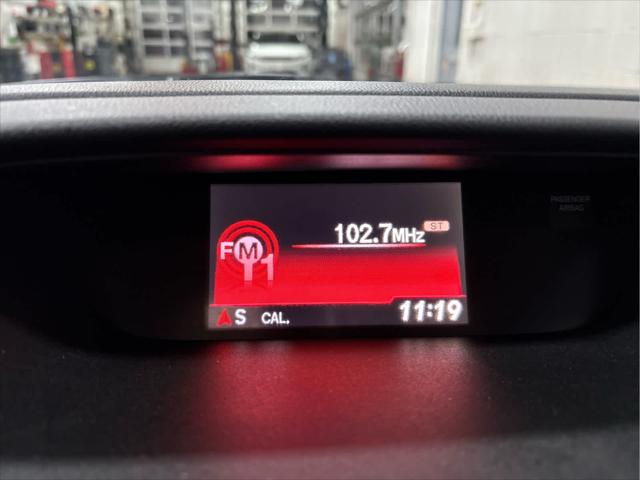 PASSENGER
AIRBAG
102.7MHz ST
FM1
S CAL. 11:19